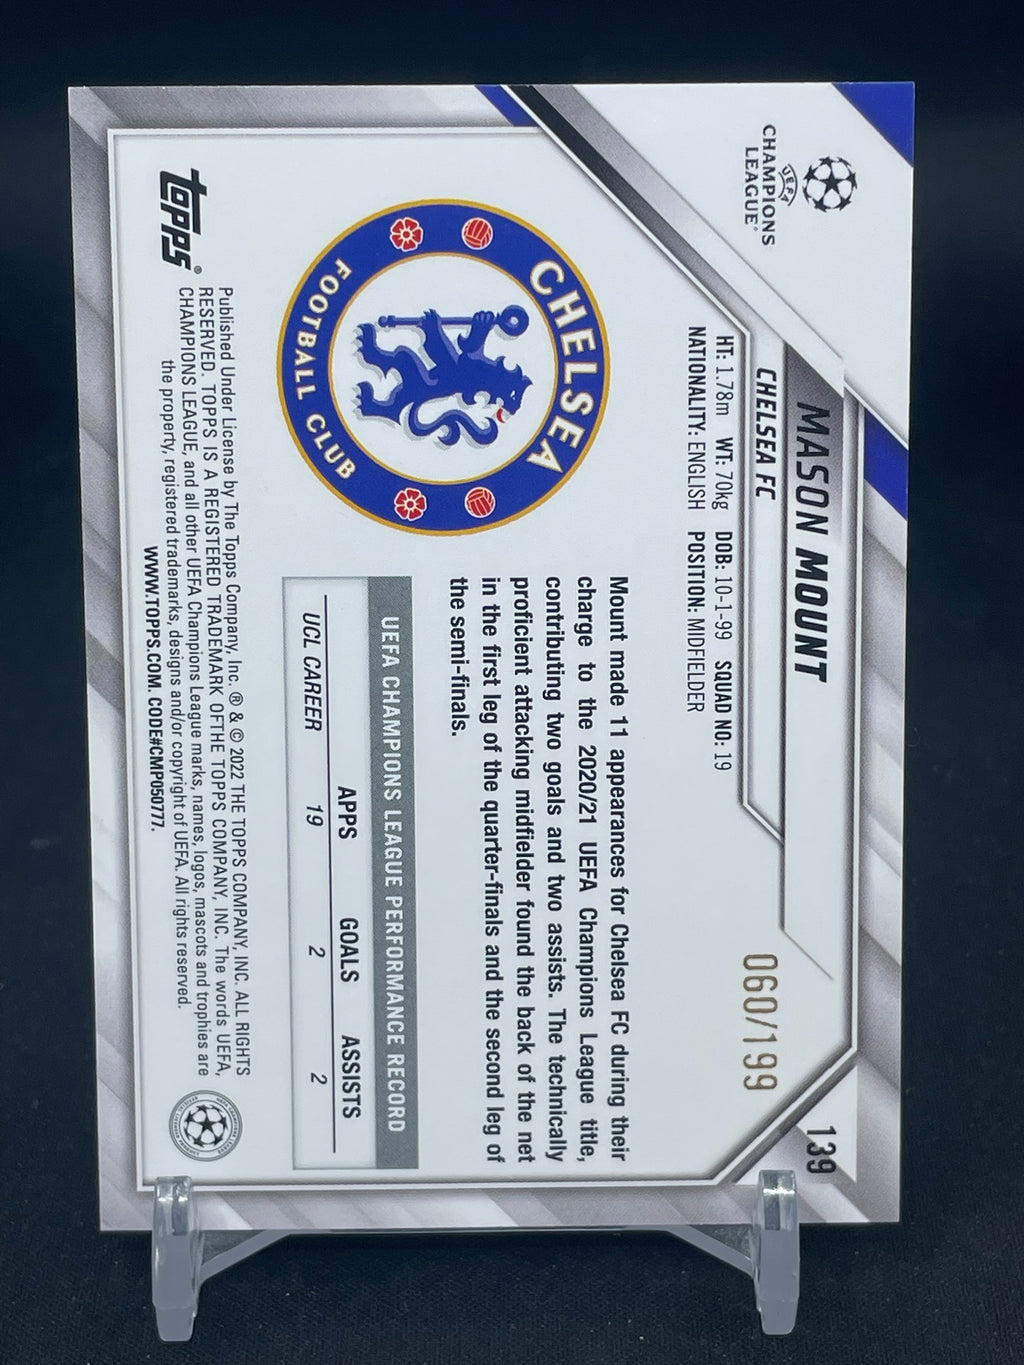 UEFA
CHAMPIONS
LEAGUE®
MASON MOUNT
139
CHELSEA FC
060/199
HT: 1.78m WT: 70kg DOB: 10-1-99 SQUAD NO: 19
NATIONALITY: ENGLISH POSITION: MIDFIELDER
CHELSEA
FOOTBALL CLUB
Mount made 11 appearances for Chelsea FC during their
charge to the 2020/21 UEFA Champions League title,
contributing two goals and two assists. The technically
proficient attacking midfielder found the back of the net
in the first leg of the quarter-finals and the second leg of
the semi-finals.
UEFA CHAMPIONS LEAGUE PERFORMANCE RECORD
APPS GOALS ASSISTS
UCL CAREER 19 2 2
topps®
Published Under License by The Topps Company, Inc. ® & © 2022 THE TOPPS COMPANY, INC. ALL RIGHTS
RESERVED. TOPPS IS A REGISTERED TRADEMARK OFTHE TOPPS COMPANY, INC. The words UEFA,
CHAMPIONS LEAGUE, and all other UEFA Champions League marks, names, logos, mascots and trophies are
the property, registered trademarks, designs and/or copyright of UEFA. All rights reserved.
WWW.TOPPS.COM. CODE#CMP050777.